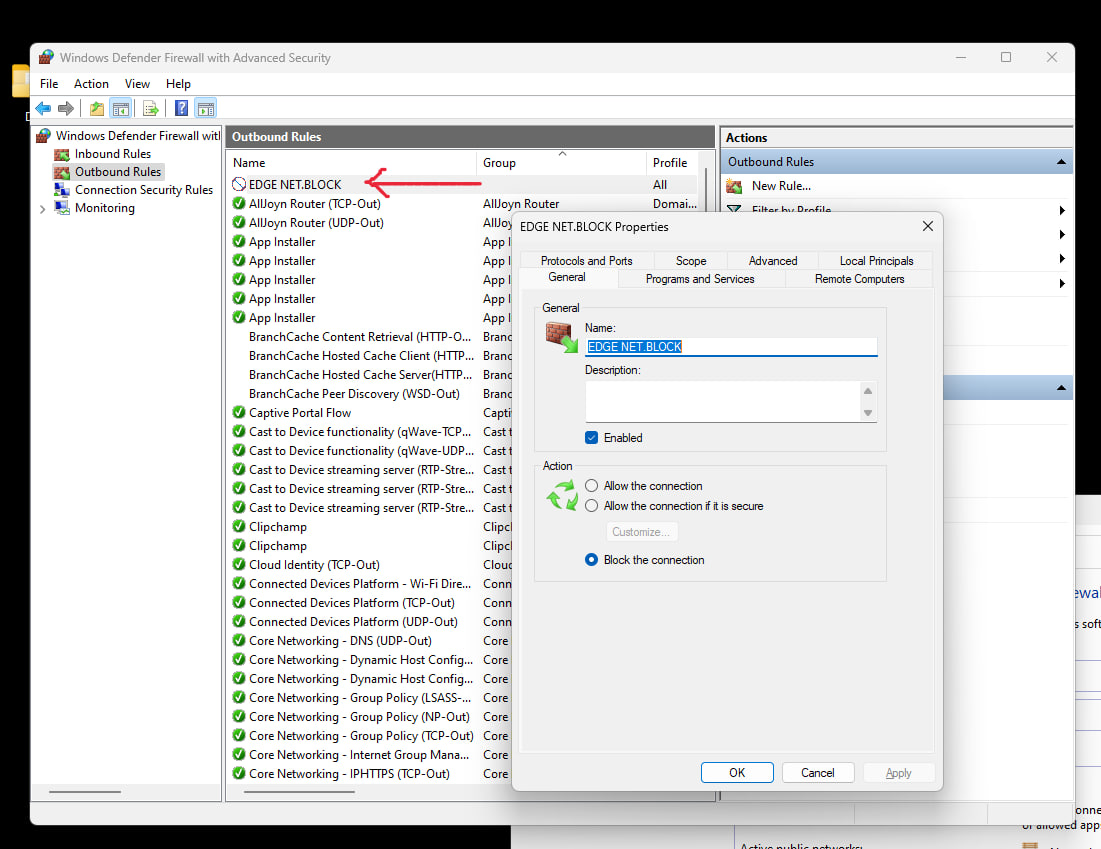 Windows Defender Firewall with Advanced Security
File Action View Help
Windows Defender Firewall with
Inbound Rules
Outbound Rules
Connection Security Rules
Monitoring
Outbound Rules
Name Group Profile
EDGE NET.BLOCK All
AllJoyn Router (TCP-Out) AllJoyn Router Domai...
AllJoyn Router (UDP-Out) AllJoy
App Installer App I
App Installer App I
App Installer App I
App Installer App I
App Installer App I
BranchCache Content Retrieval (HTTP-O... Branc
BranchCache Hosted Cache Client (HTTP... Branc
BranchCache Hosted Cache Server(HTTP... Branc
BranchCache Peer Discovery (WSD-Out) Branc
Captive Portal Flow Capti
Cast to Device functionality (qWave-TCP... Cast t
Cast to Device functionality (qWave-UDP... Cast t
Cast to Device streaming server (RTP-Stre... Cast t
Cast to Device streaming server (RTP-Stre... Cast t
Cast to Device streaming server (RTP-Stre... Cast t
Clipchamp Clipc
Clipchamp Clipc
Cloud Identity (TCP-Out) Cloud
Connected Devices Platform - Wi-Fi Dire... Conn
Connected Devices Platform (TCP-Out) Conn
Connected Devices Platform (UDP-Out) Conn
Core Networking - DNS (UDP-Out) Core
Core Networking - Dynamic Host Config... Core
Core Networking - Dynamic Host Config... Core
Core Networking - Group Policy (LSASS-... Core
Core Networking - Group Policy (NP-Out) Core
Core Networking - Group Policy (TCP-Out) Core
Core Networking - Internet Group Mana... Core
Core Networking - IPHTTPS (TCP-Out) Core
Actions
Outbound Rules
New Rule...
Filter by Profile
EDGE NET.BLOCK Properties
Protocols and Ports Scope Advanced Local Principals
General Programs and Services Remote Computers
General
Name:
EDGE NET.BLOCK
Description:
Enabled
Action
Allow the connection
Allow the connection if it is secure
Customize...
Block the connection
OK Cancel Apply
ewal
s soft
onne
of allowed apps
Active public networks: